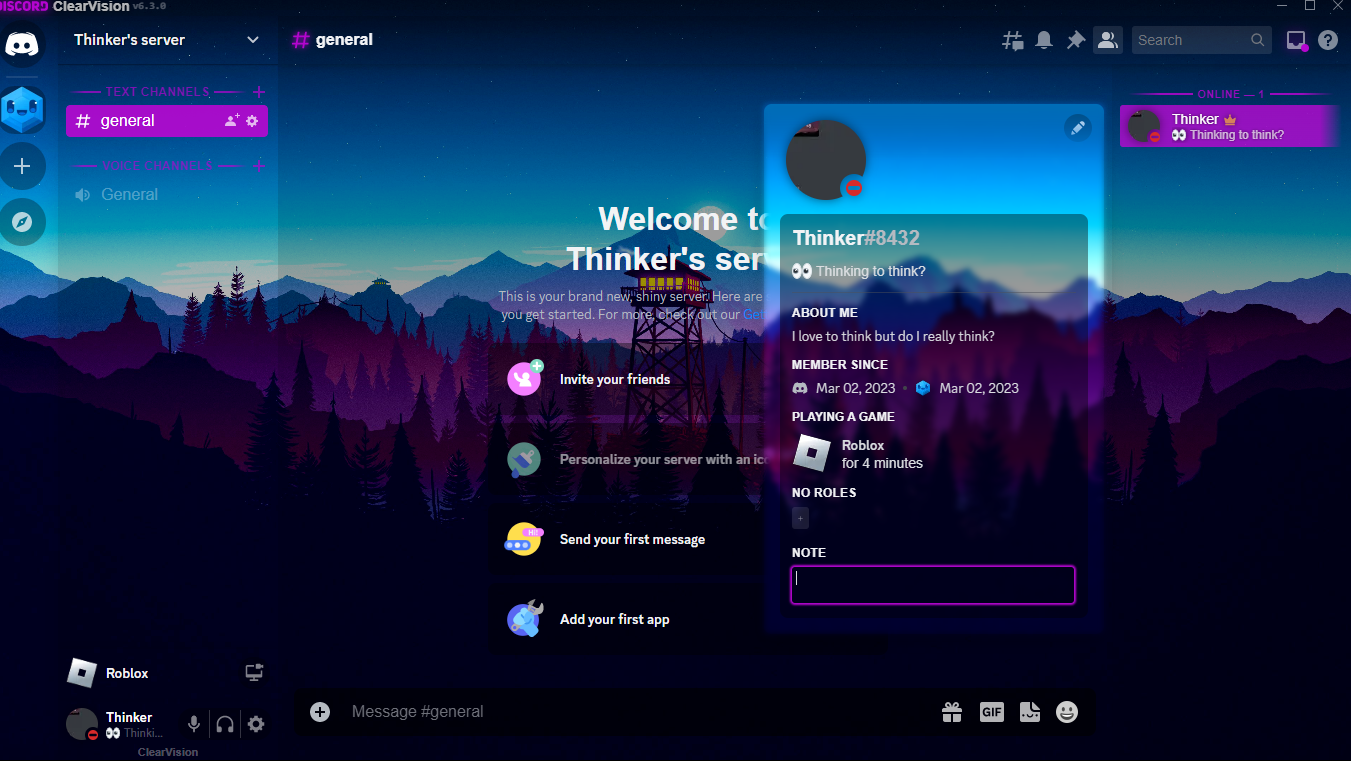 DISCORD ClearVision v6.3.0
Thinker's server
general
Search
TEXT CHANNELS
general
VOICE CHANNELS
General
Welcome to
Thinker's ser
This is your brand new, shiny server. Here are
you get started. For more, check out our Get
Invite your friends
Personalize your server with an ico
Hi!
Send your first message
Add your first app
Thinker#8432
👀 Thinking to think?
ABOUT ME
I love to think but do I really think?
MEMBER SINCE
Mar 02, 2023 • Mar 02, 2023
PLAYING A GAME
Roblox
for 4 minutes
NO ROLES
+
NOTE
ONLINE — 1
Thinker
👀 Thinking to think?
Roblox
Thinker
👀 Thinki...
ClearVision
Message #general
GIF